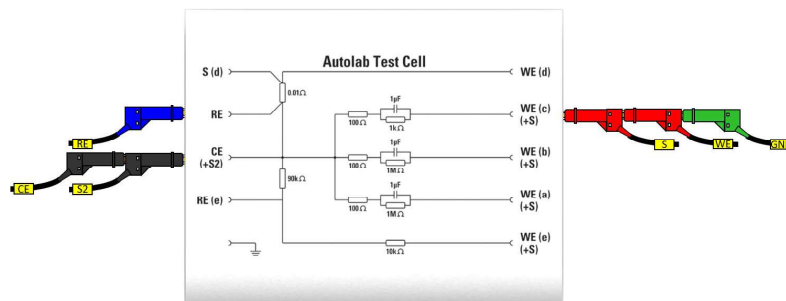 Autolab Test Cell
S (d)
WE (d)
0.01Ω
RE
1μF
100Ω
1kΩ
WE (c)
(+S)
CE
(+S2)
1μF
100Ω
1MΩ
WE (b)
(+S)
90kΩ
RE (e)
1μF
100Ω
1MΩ
WE (a)
(+S)
10kΩ
WE (e)
(+S)
RE
CE
S2
S
WE
GND